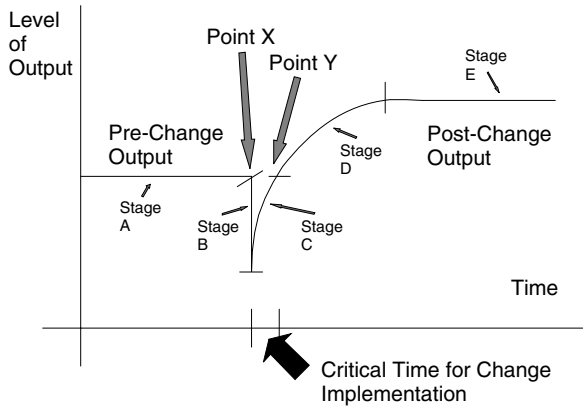 Level
of
Output
Point X
Point Y
Stage
E
Pre-Change
Output
Post-Change
Output
Stage
D
Stage
A
Stage
B
Stage
C
Time
Critical Time for Change
Implementation